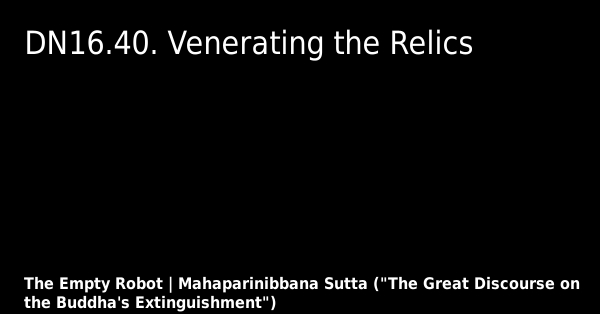 DN16.40. Venerating the Relics
The Empty Robot | Mahaparinibbana Sutta ("The Great Discourse on
the Buddha's Extinguishment")